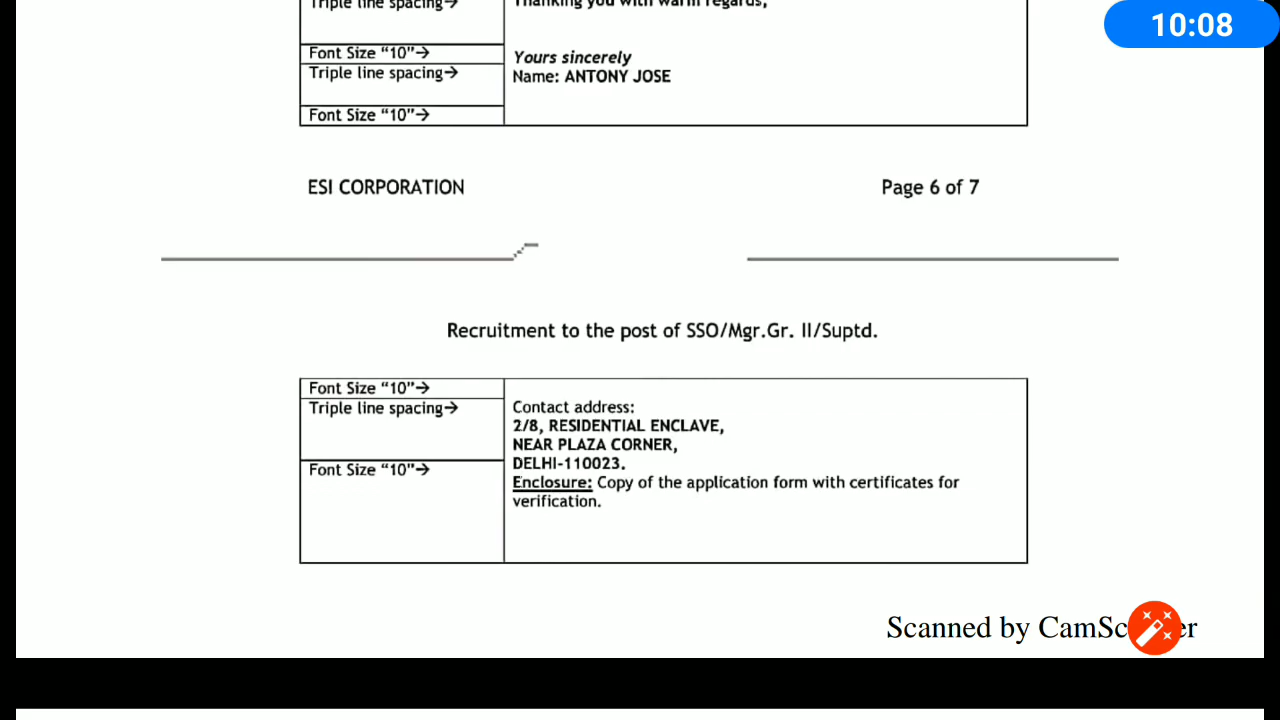 10:08
Triple line spacing→
Thanking you with warm regards,
Font Size “10”→
Yours sincerely
Triple line spacing→
Name: ANTONY JOSE
Font Size “10”→
ESI CORPORATION
Page 6 of 7
Recruitment to the post of SSO/Mgr.Gr. II/Suptd.
Font Size “10”→
Triple line spacing→
Contact address:
2/8, RESIDENTIAL ENCLAVE,
NEAR PLAZA CORNER,
DELHI-110023.
Font Size “10”→
Enclosure: Copy of the application form with certificates for
verification.
Scanned by